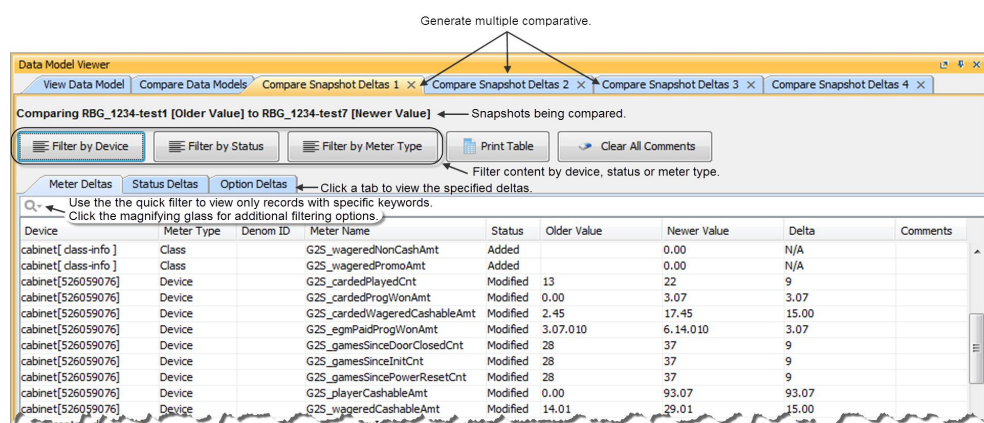 Generate multiple comparative.
Data Model Viewer
View Data Model Compare Data Models Compare Snapshot Deltas 1 Compare Snapshot Deltas 2 Compare Snapshot Deltas 3 Compare Snapshot Deltas 4
Comparing RBG_1234-test1 [Older Value] to RBG_1234-test7 [Newer Value] Snapshots being compared.
Filter by Device Filter by Status Filter by Meter Type Print Table Clear All Comments
Filter content by device, status or meter type.
Meter Deltas Status Deltas Option Deltas Click a tab to view the specified deltas.
Use the the quick filter to view only records with specific keywords.
Click the magnifying glass for additional filtering options.
Device Meter Type Denom ID Meter Name Status Older Value Newer Value Delta Comments
cabinet[ class-info ] Class G2S_wageredNonCashAmt Added 0.00 N/A
cabinet[ class-info ] Class G2S_wageredPromoAmt Added 0.00 N/A
cabinet[526059076] Device G2S_cardedPlayedCnt Modified 13 22 9
cabinet[526059076] Device G2S_cardedProgWonAmt Modified 0.00 3.07 3.07
cabinet[526059076] Device G2S_cardedWageredCashableAmt Modified 2.45 17.45 15.00
cabinet[526059076] Device G2S_egmPaidProgWonAmt Modified 3.07.010 6.14.010 3.07
cabinet[526059076] Device G2S_gamesSinceDoorClosedCnt Modified 28 37 9
cabinet[526059076] Device G2S_gamesSinceInitCnt Modified 28 37 9
cabinet[526059076] Device G2S_gamesSincePowerResetCnt Modified 28 37 9
cabinet[526059076] Device G2S_playerCashableAmt Modified 0.00 93.07 93.07
cabinet[526059076] Device G2S_wageredCashableAmt Modified 14.01 29.01 15.00